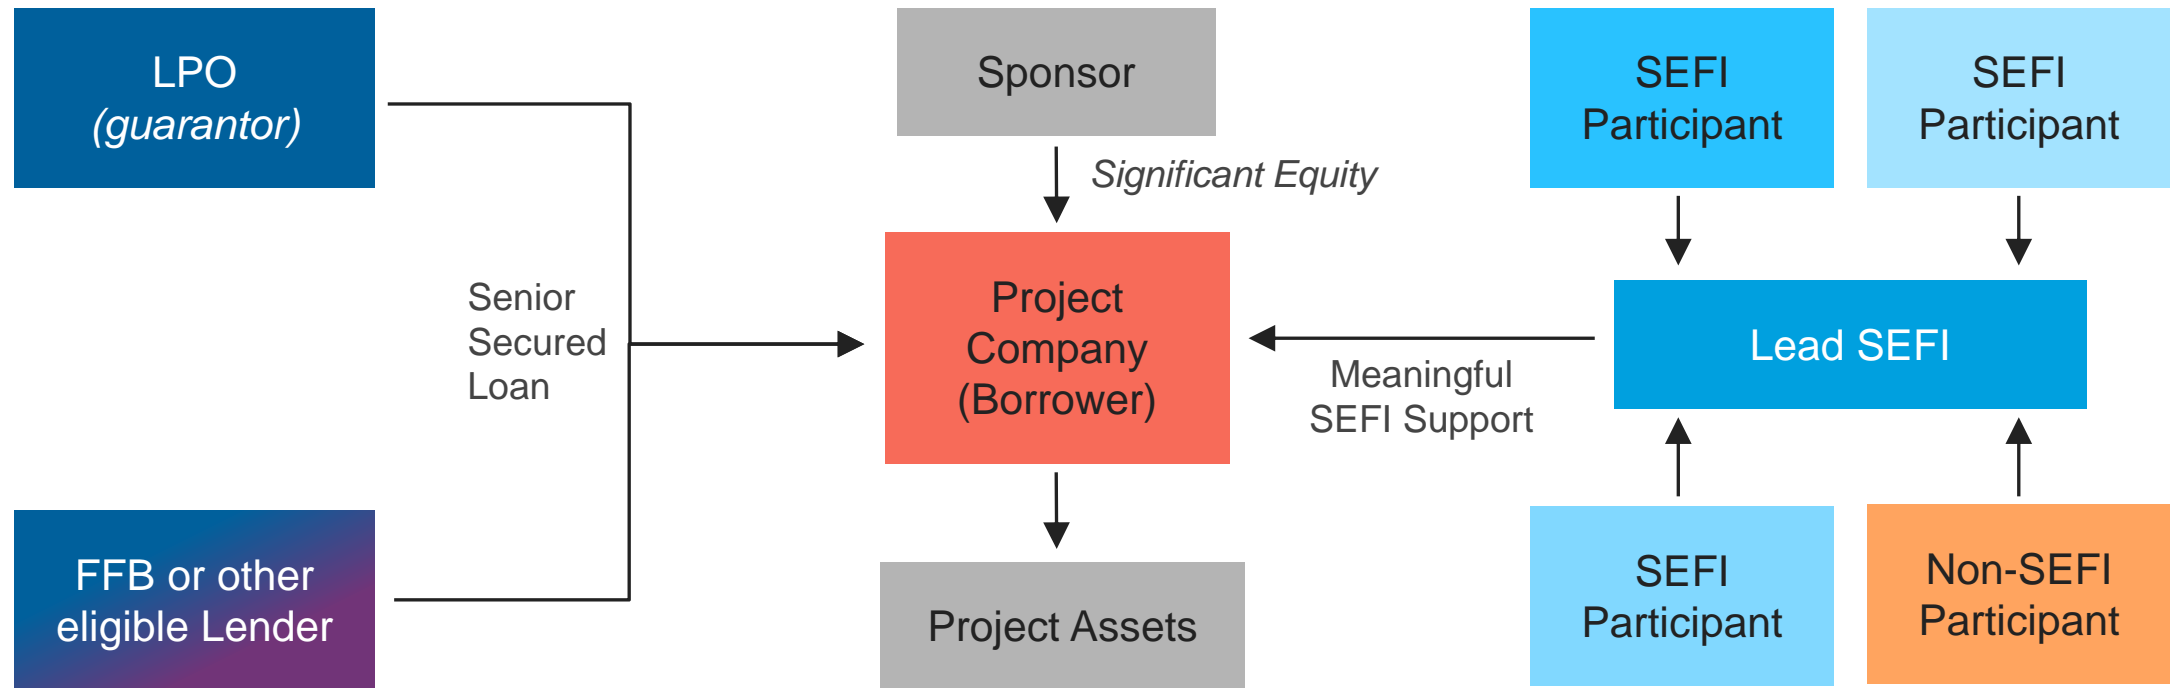 LPO
(guarantor)
FFB or other
eligible Lender
Senior
Secured
Loan
Sponsor
Significant Equity
Project
Company
(Borrower)
Project Assets
Meaningful
SEFI Support
SEFI
Participant
SEFI
Participant
Lead SEFI
SEFI
Participant
Non-SEFI
Participant